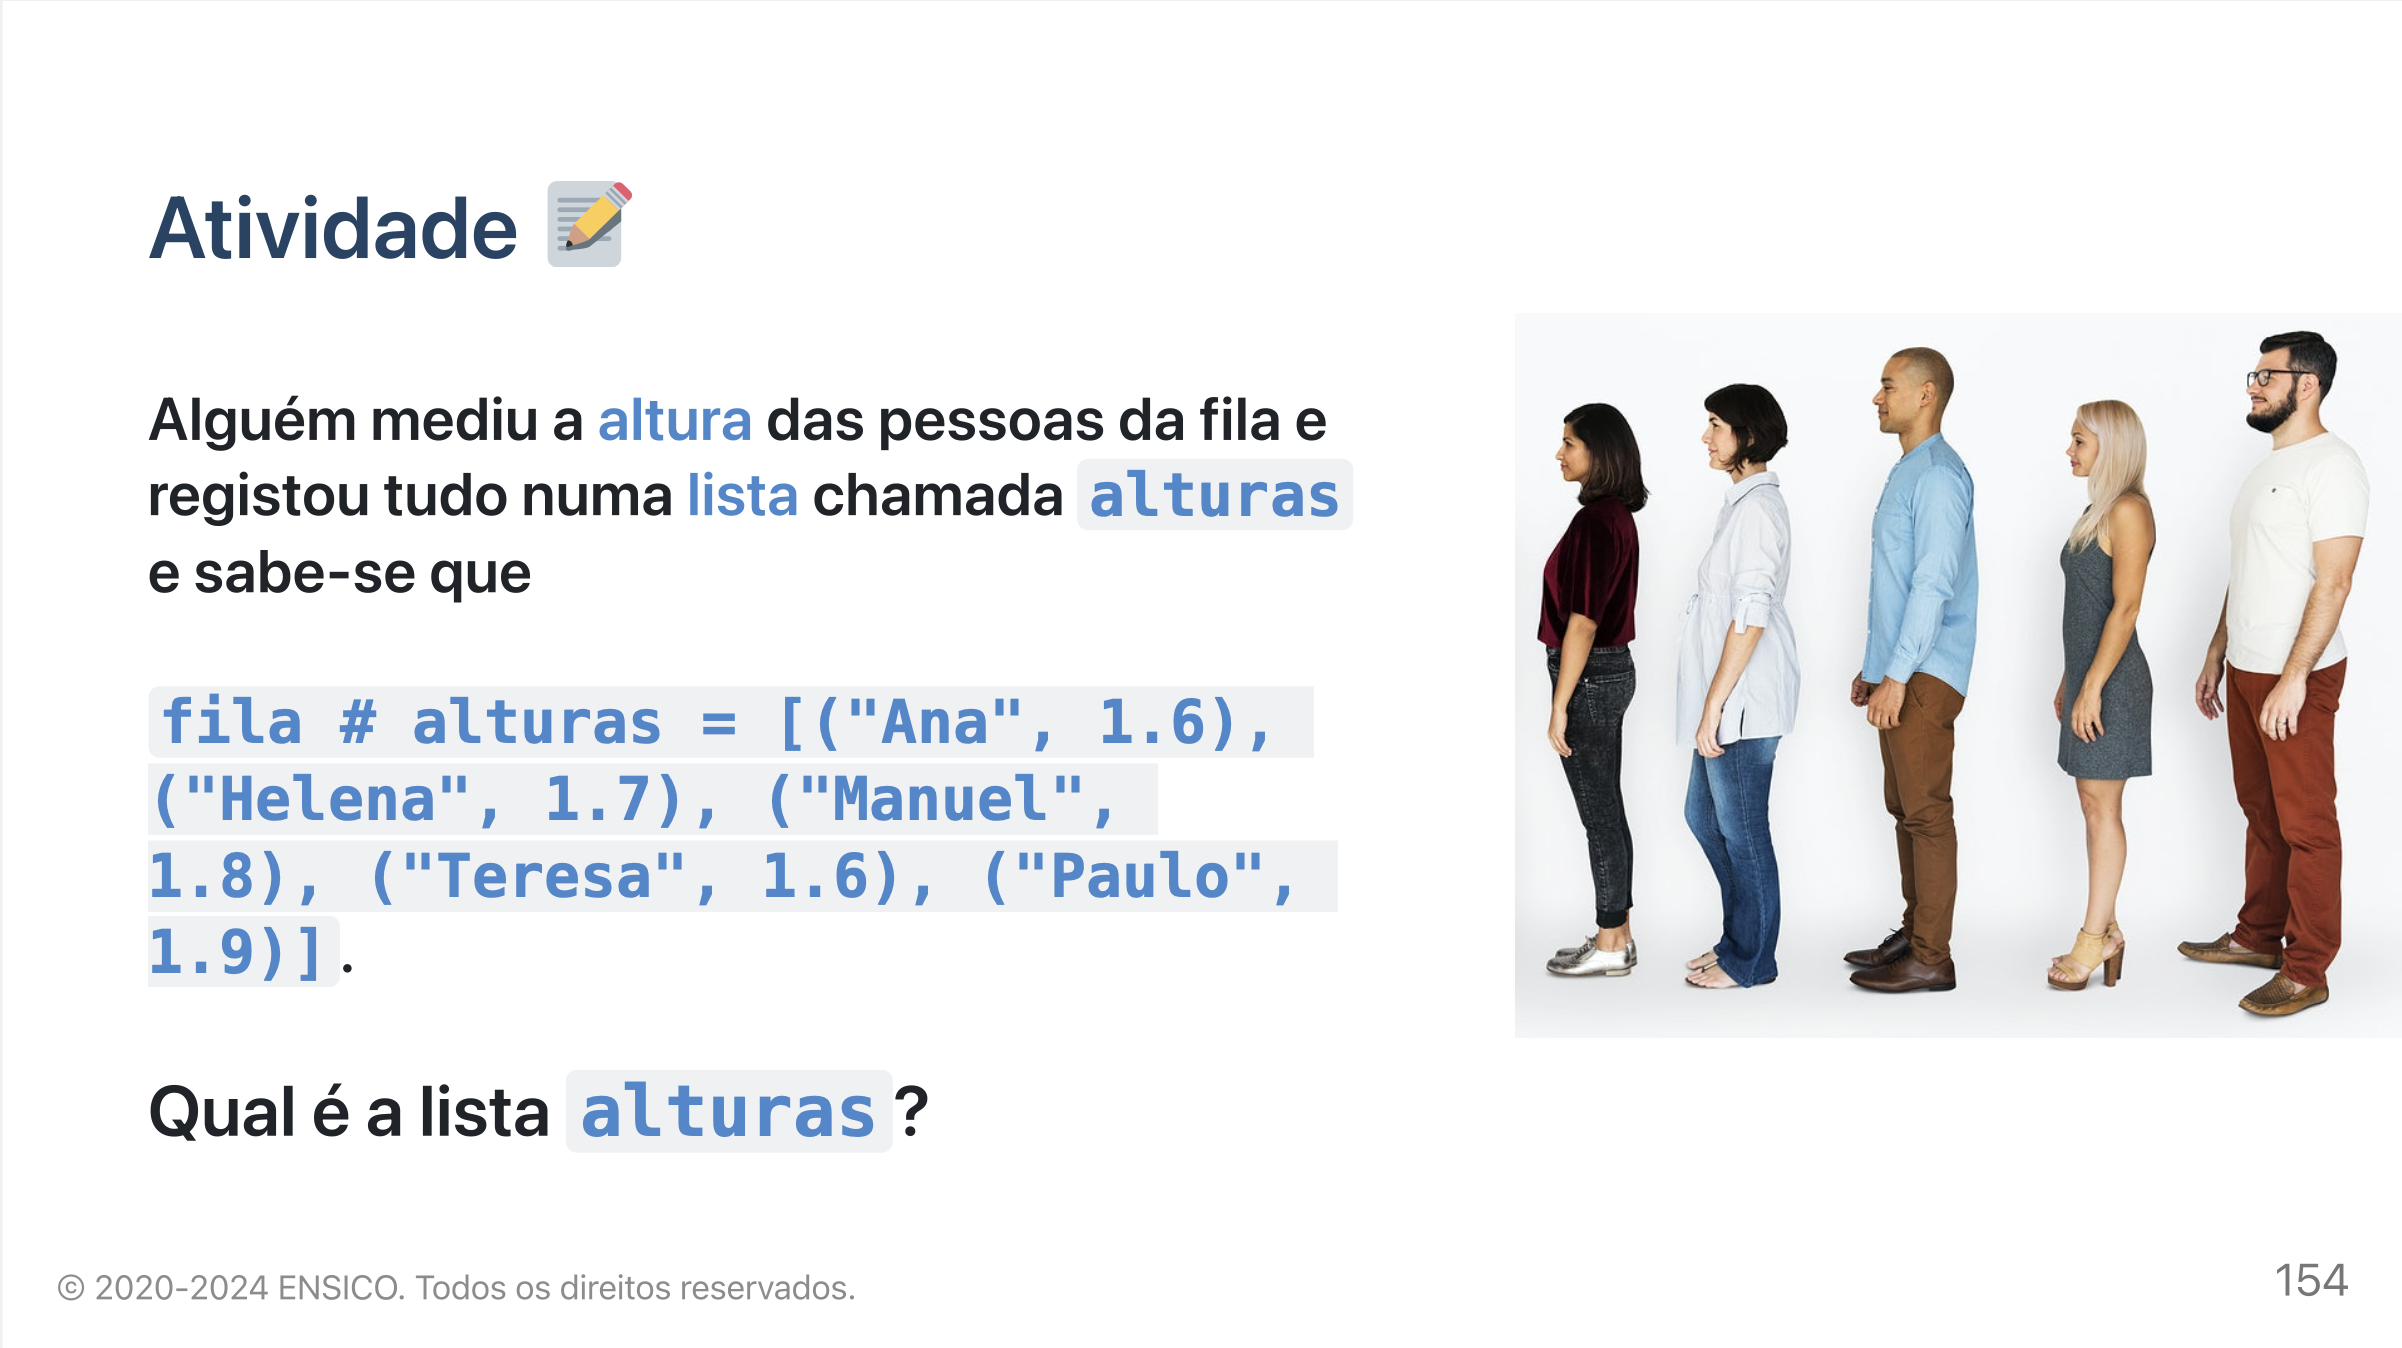 Atividade
Alguém mediu a altura das pessoas da fila e
registou tudo numa lista chamada alturas
e sabe-se que
fila # alturas = [("Ana", 1.6),
("Helena", 1.7), ("Manuel",
1.8), ("Teresa", 1.6), ("Paulo",
1.9)].
Qual é a lista alturas?
© 2020-2024 ENSICO. Todos os direitos reservados.
154